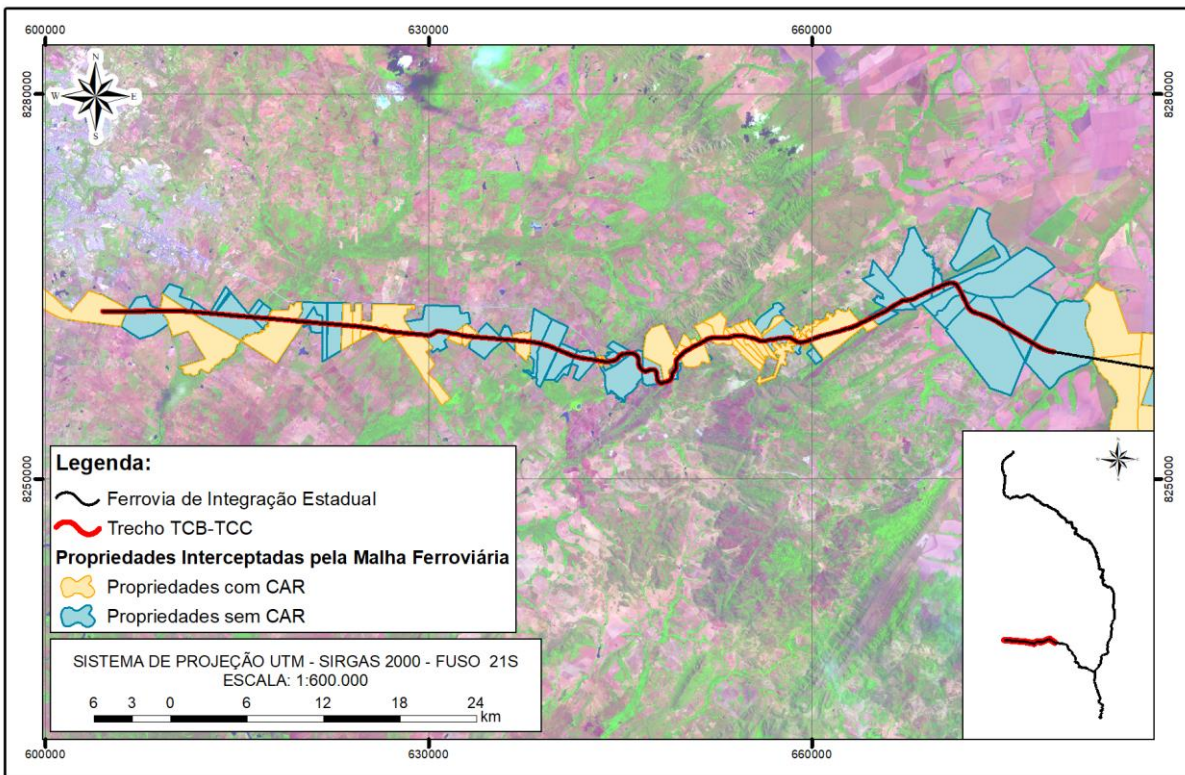 600000
630000
660000
N
W
E
S
8280000
8280000
8250000
8250000
Legenda:
Ferrovia de Integração Estadual
Trecho TCB-TCC
Propriedades Interceptadas pela Malha Ferroviária
Propriedades com CAR
Propriedades sem CAR
SISTEMA DE PROJEÇÃO UTM - SIRGAS 2000 - FUSO 21S
ESCALA: 1:600.000
6 3 0 6 12 18 24
km
600000
630000
660000